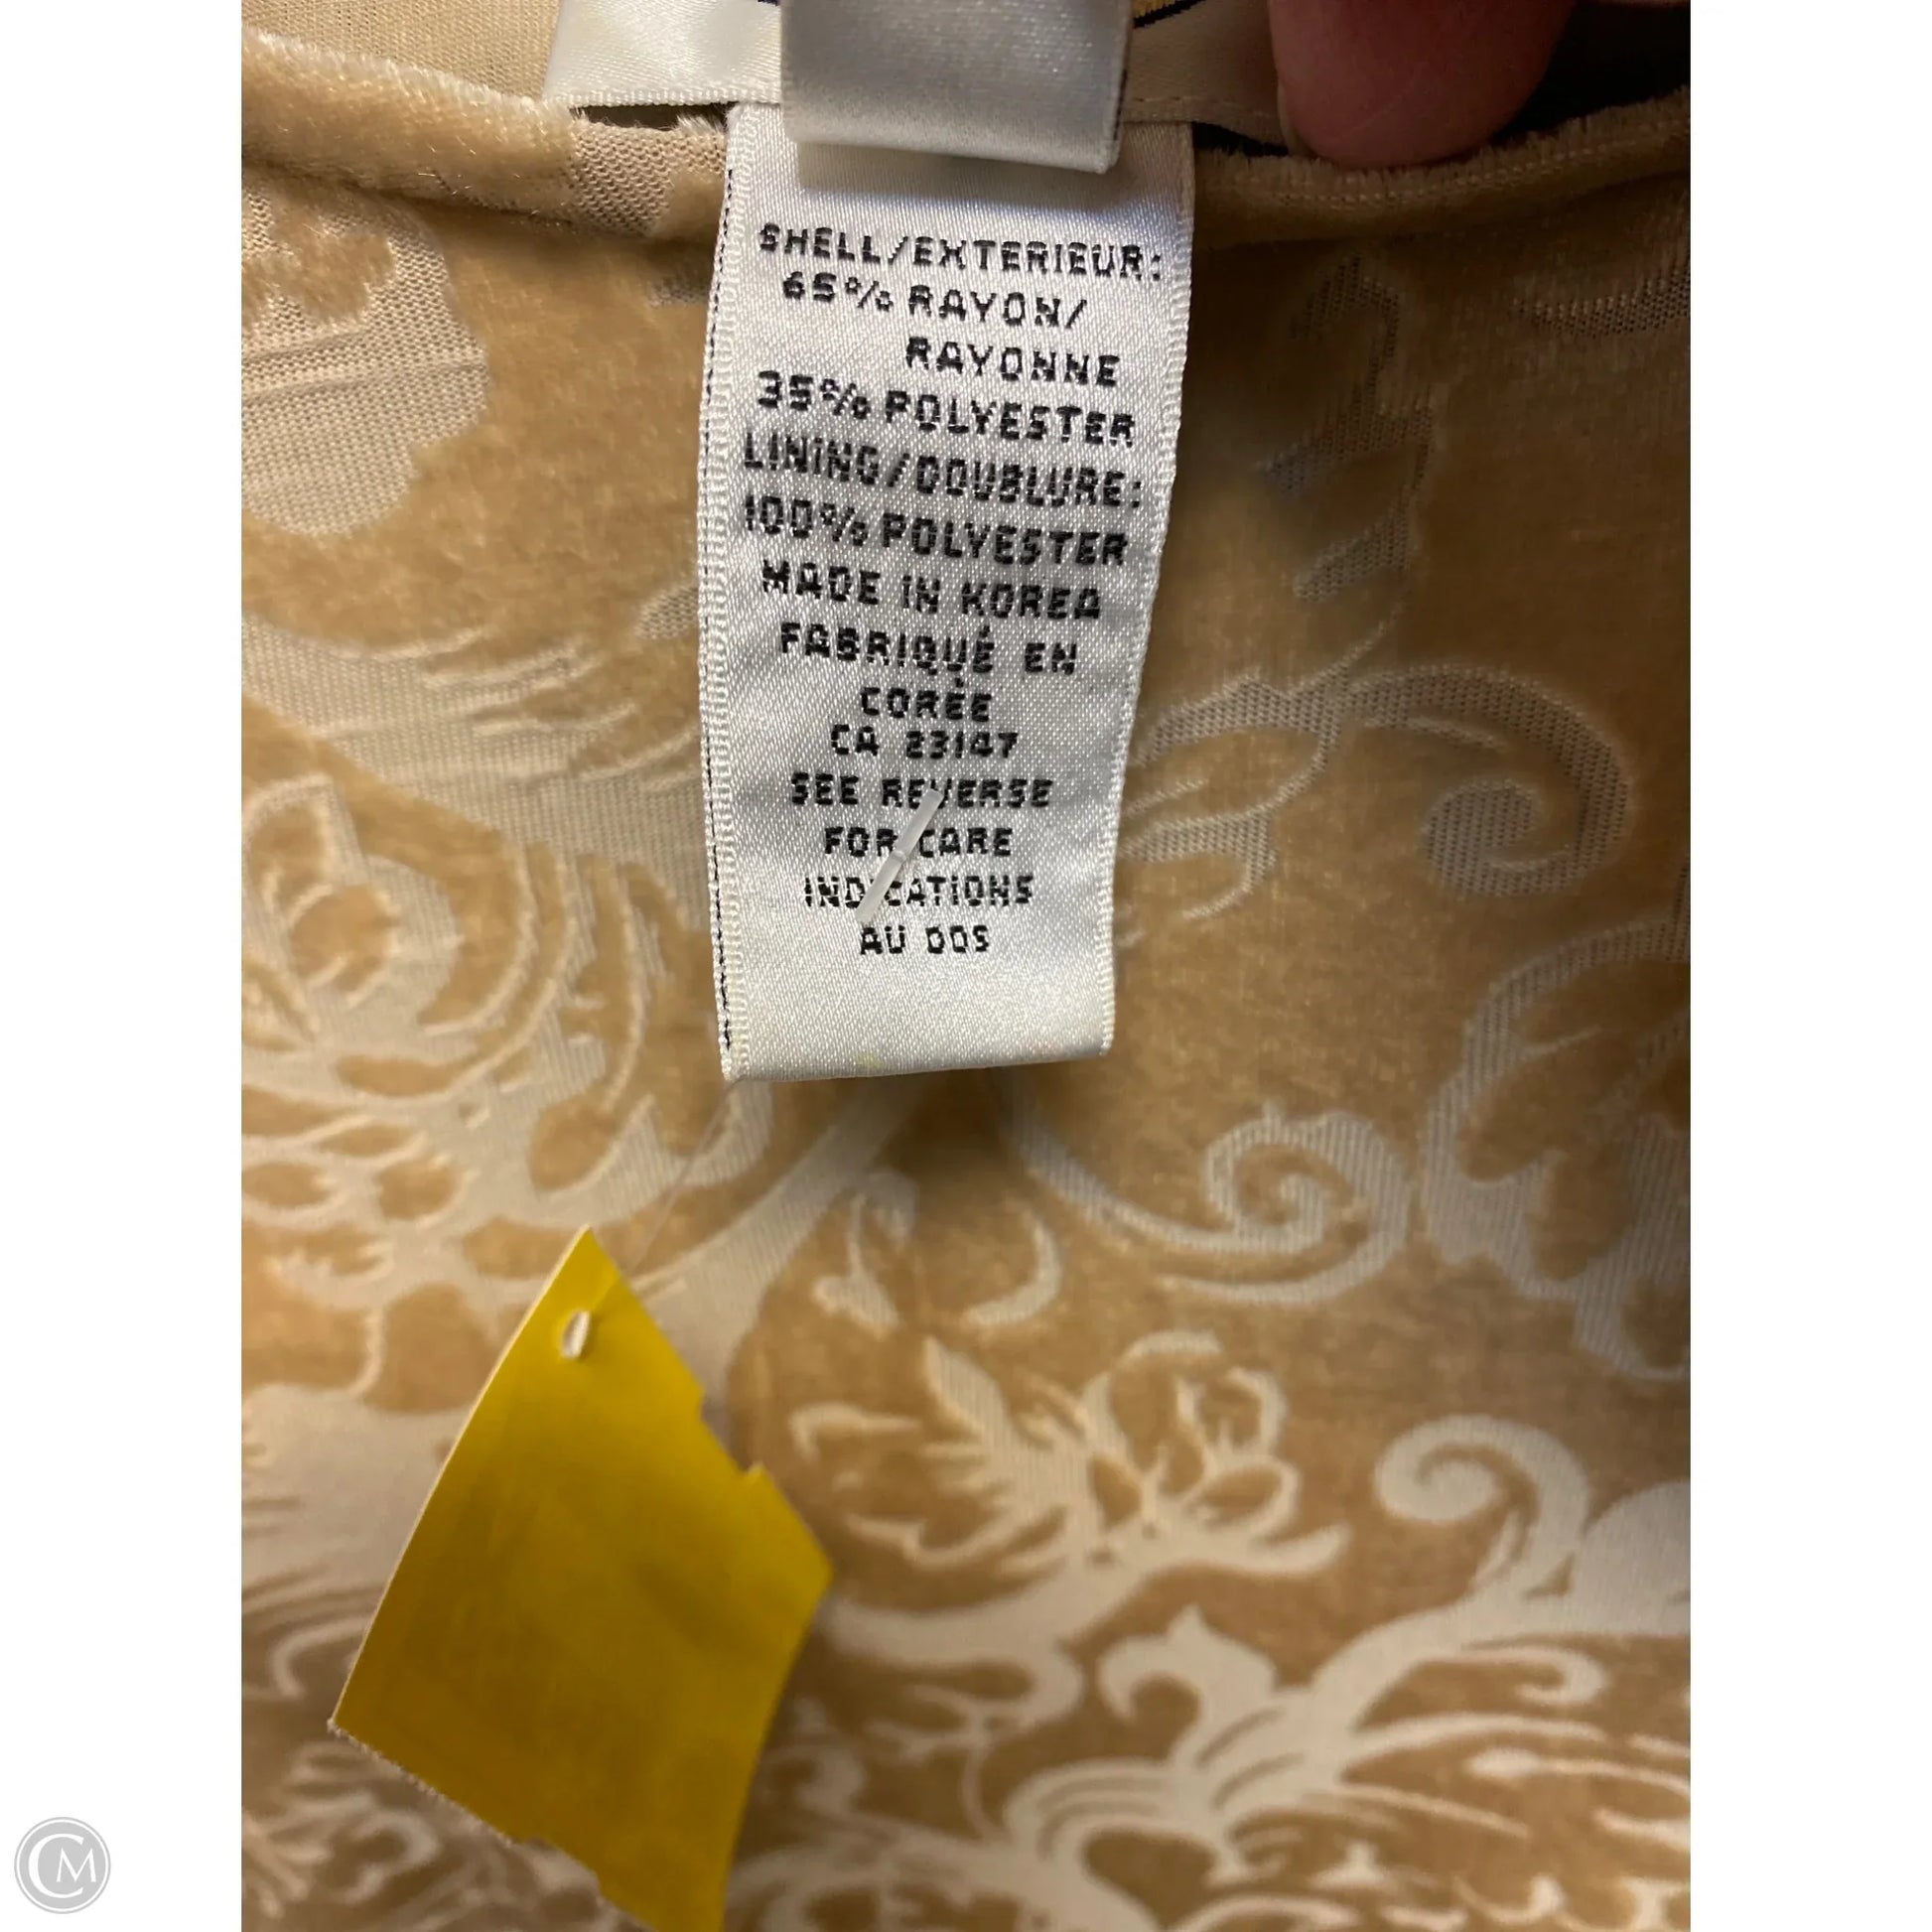 SHELL/EXTERIEUR:
65% RAYON/
RAYONNE
35% POLYESTER
LINING/DOUBLURE:
100% POLYESTER
MADE IN KOREA
FABRIQUÉ EN
CORÉE
CA 23147
SEE REVERSE
FOR CARE
INDICATIONS
AU DOS
CM